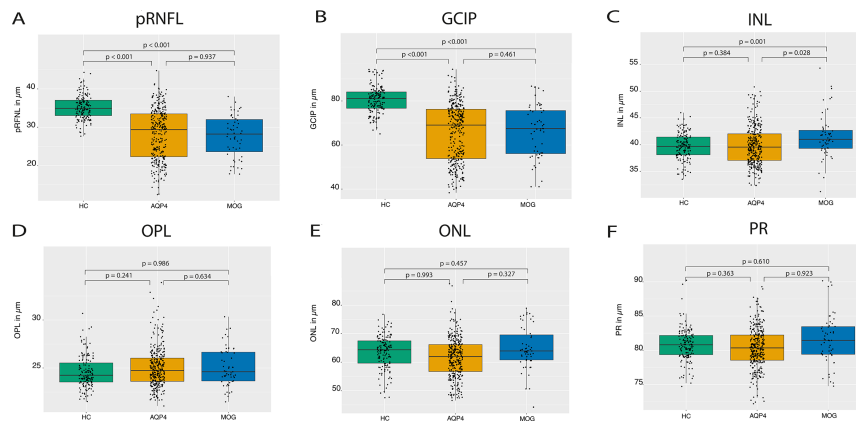 A pRNFL
p < 0.001
p < 0.001 p = 0.937
40.
30.
20.
pRIFNL in µm
HC AQP4 MOG
B GCIP
p <0.001
p <0.001 p = 0.461
80.
60.
40.
GCIP in µm
HC AQP4 MOG
C INL
p = 0.001
p = 0.384 p = 0.028
55.
50.
45.
40.
35.
INL in µm
HC AQP4 MOG
D OPL
p = 0.986
p = 0.241 p = 0.634
30.
25.
OPL in µm
HC AQP4 MOG
E ONL
p = 0.457
p = 0.993 p = 0.327
80.
70.
60.
50.
ONL in µm
HC AQP4 MOG
F PR
p = 0.610
p = 0.363 p = 0.923
90.
85.
80.
75.
PR in µm
HC AQP4 MOG